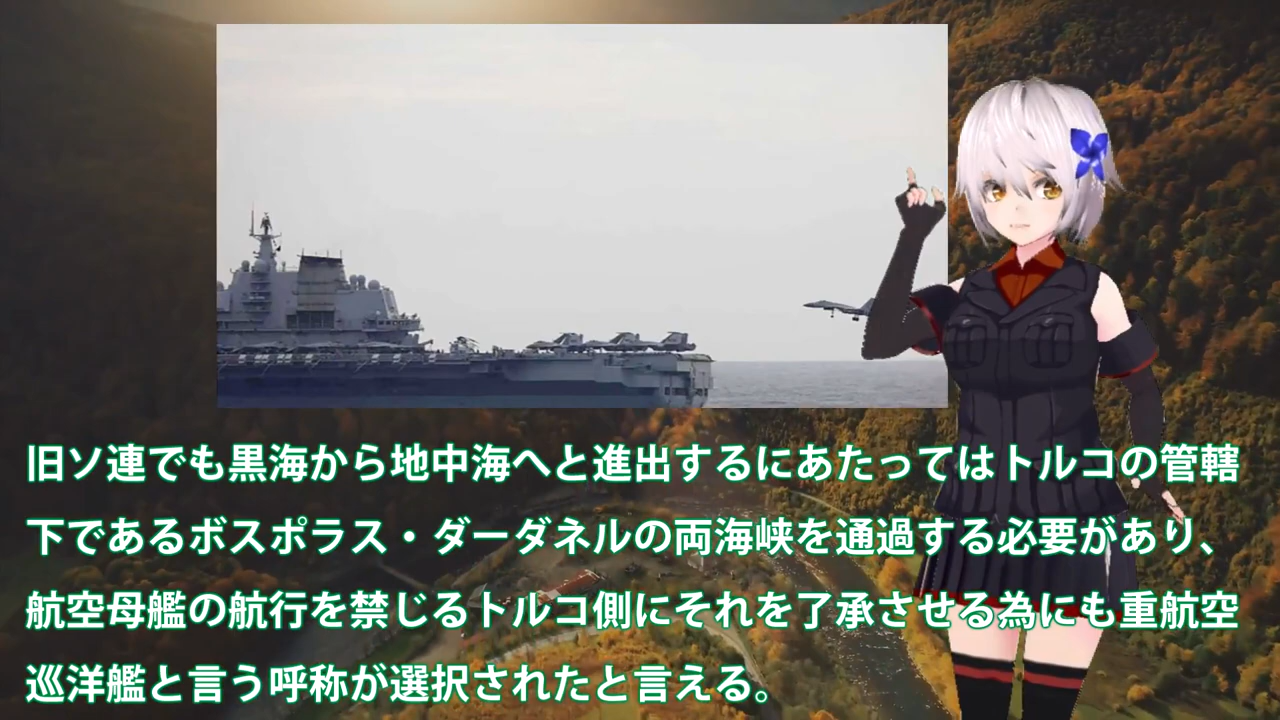 旧ソ連でも黒海から地中海へと進出するにあたってはトルコの管轄
下であるボスポラス・ダーダネルの両海峡を通過する必要があり、
航空母艦の航行を禁じるトルコ側にそれを了承させる為にも重航空
巡洋艦と言う呼称が選択されたと言える。